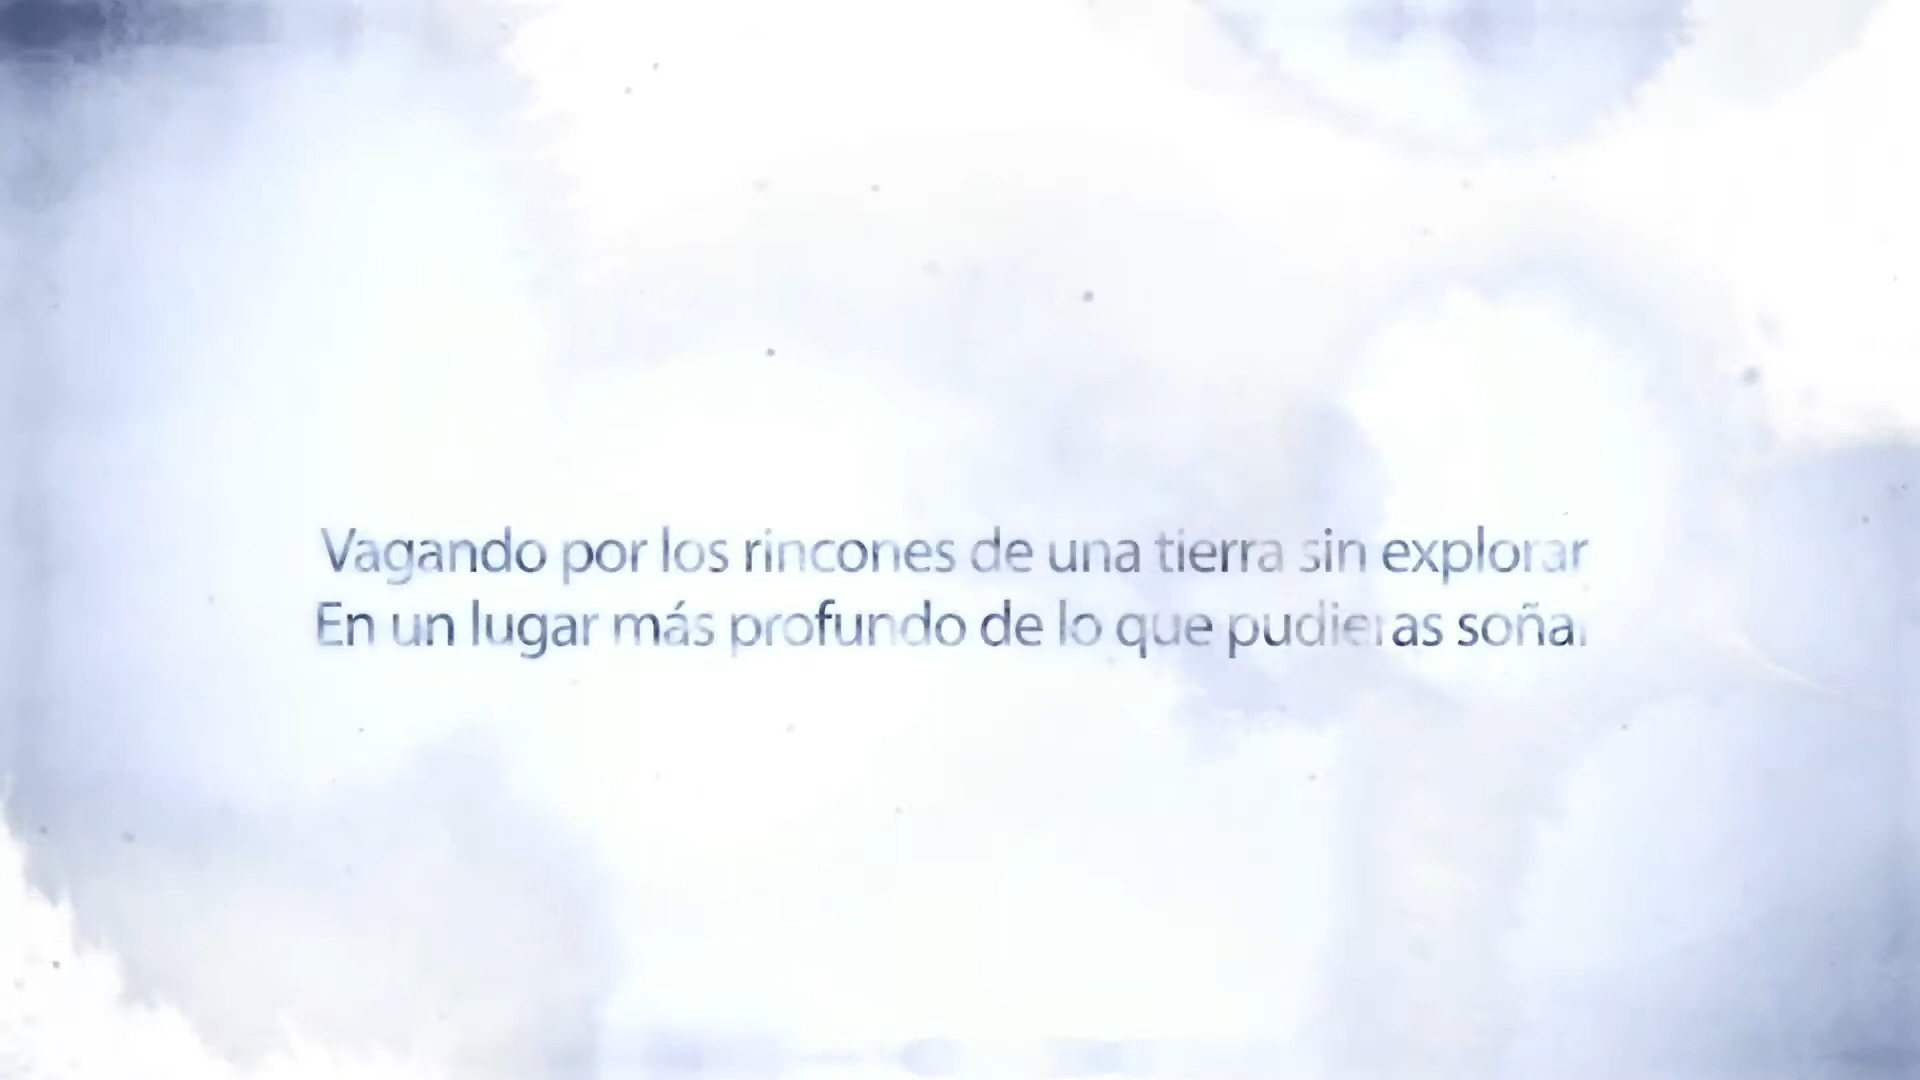 Vagando por los rincones de una tierra sin explorar
En un lugar más profundo de lo que pudieras soñar